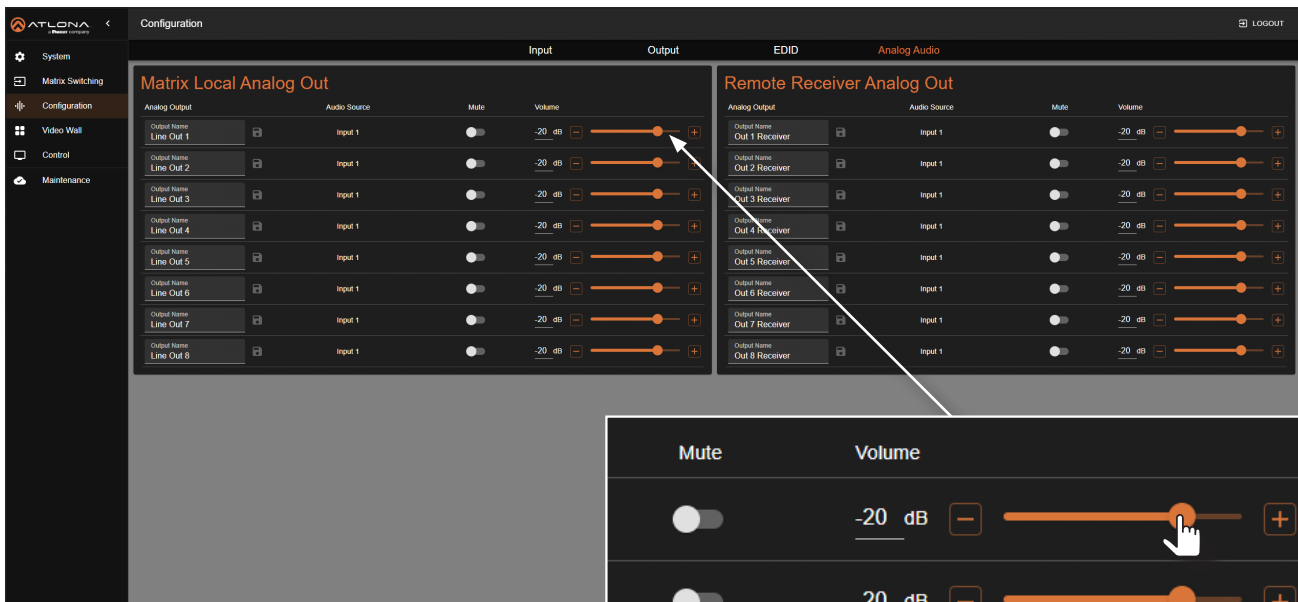 ATLONA
a Panduit company
Configuration
LOGOUT
System
Matrix Switching
Configuration
Video Wall
Control
Maintenance
Input Output EDID Analog Audio
Matrix Local Analog Out
Analog Output Audio Source Mute Volume
Output Name
Line Out 1 Input 1 -20 dB
Output Name
Line Out 2 Input 1 -20 dB
Output Name
Line Out 3 Input 1 -20 dB
Output Name
Line Out 4 Input 1 -20 dB
Output Name
Line Out 5 Input 1 -20 dB
Output Name
Line Out 6 Input 1 -20 dB
Output Name
Line Out 7 Input 1 -20 dB
Output Name
Line Out 8 Input 1 -20 dB
Remote Receiver Analog Out
Analog Output Audio Source Mute Volume
Output Name
Out 1 Receiver Input 1 -20 dB
Output Name
Out 2 Receiver Input 1 -20 dB
Output Name
Out 3 Receiver Input 1 -20 dB
Output Name
Out 4 Receiver Input 1 -20 dB
Output Name
Out 5 Receiver Input 1 -20 dB
Output Name
Out 6 Receiver Input 1 -20 dB
Output Name
Out 7 Receiver Input 1 -20 dB
Output Name
Out 8 Receiver Input 1 -20 dB
Mute Volume
-20 dB
20 dB